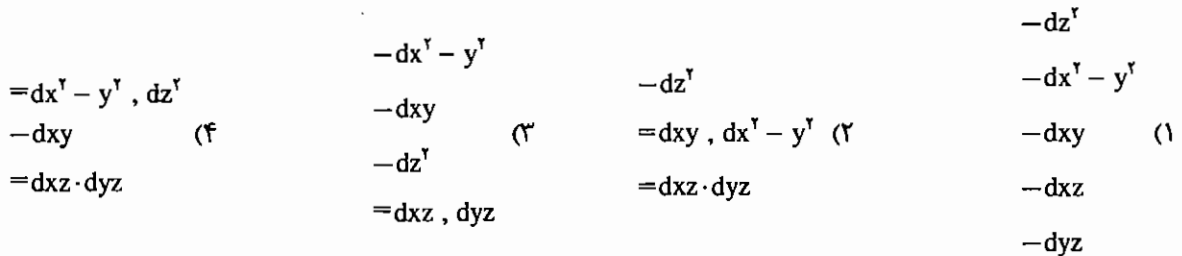 −dz۲
−dx۲ − y۲
−dxy (۱
−dxz
−dyz
−dz۲
=dxy , dx۲ − y۲ (۲
=dxz·dyz
−dx۲ − y۲
−dxy (۳
−dz۲
=dxz , dyz
=dx۲ − y۲ , dz۲
−dxy (۴
=dxz·dyz